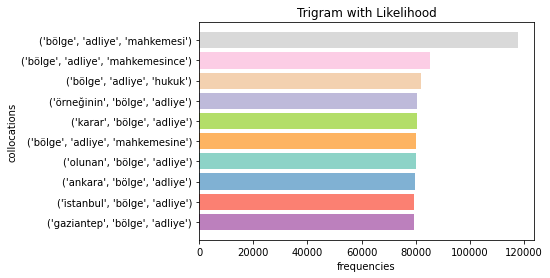 Trigram with Likelihood
collocations
('bölge', 'adliye', 'mahkemesi')
('bölge', 'adliye', 'mahkemesince')
('bölge', 'adliye', 'hukuk')
('örneğinin', 'bölge', 'adliye')
('karar', 'bölge', 'adliye')
('bölge', 'adliye', 'mahkemesine')
('olunan', 'bölge', 'adliye')
('ankara', 'bölge', 'adliye')
('istanbul', 'bölge', 'adliye')
('gaziantep', 'bölge', 'adliye')
0 20000 40000 60000 80000 100000 120000
frequencies